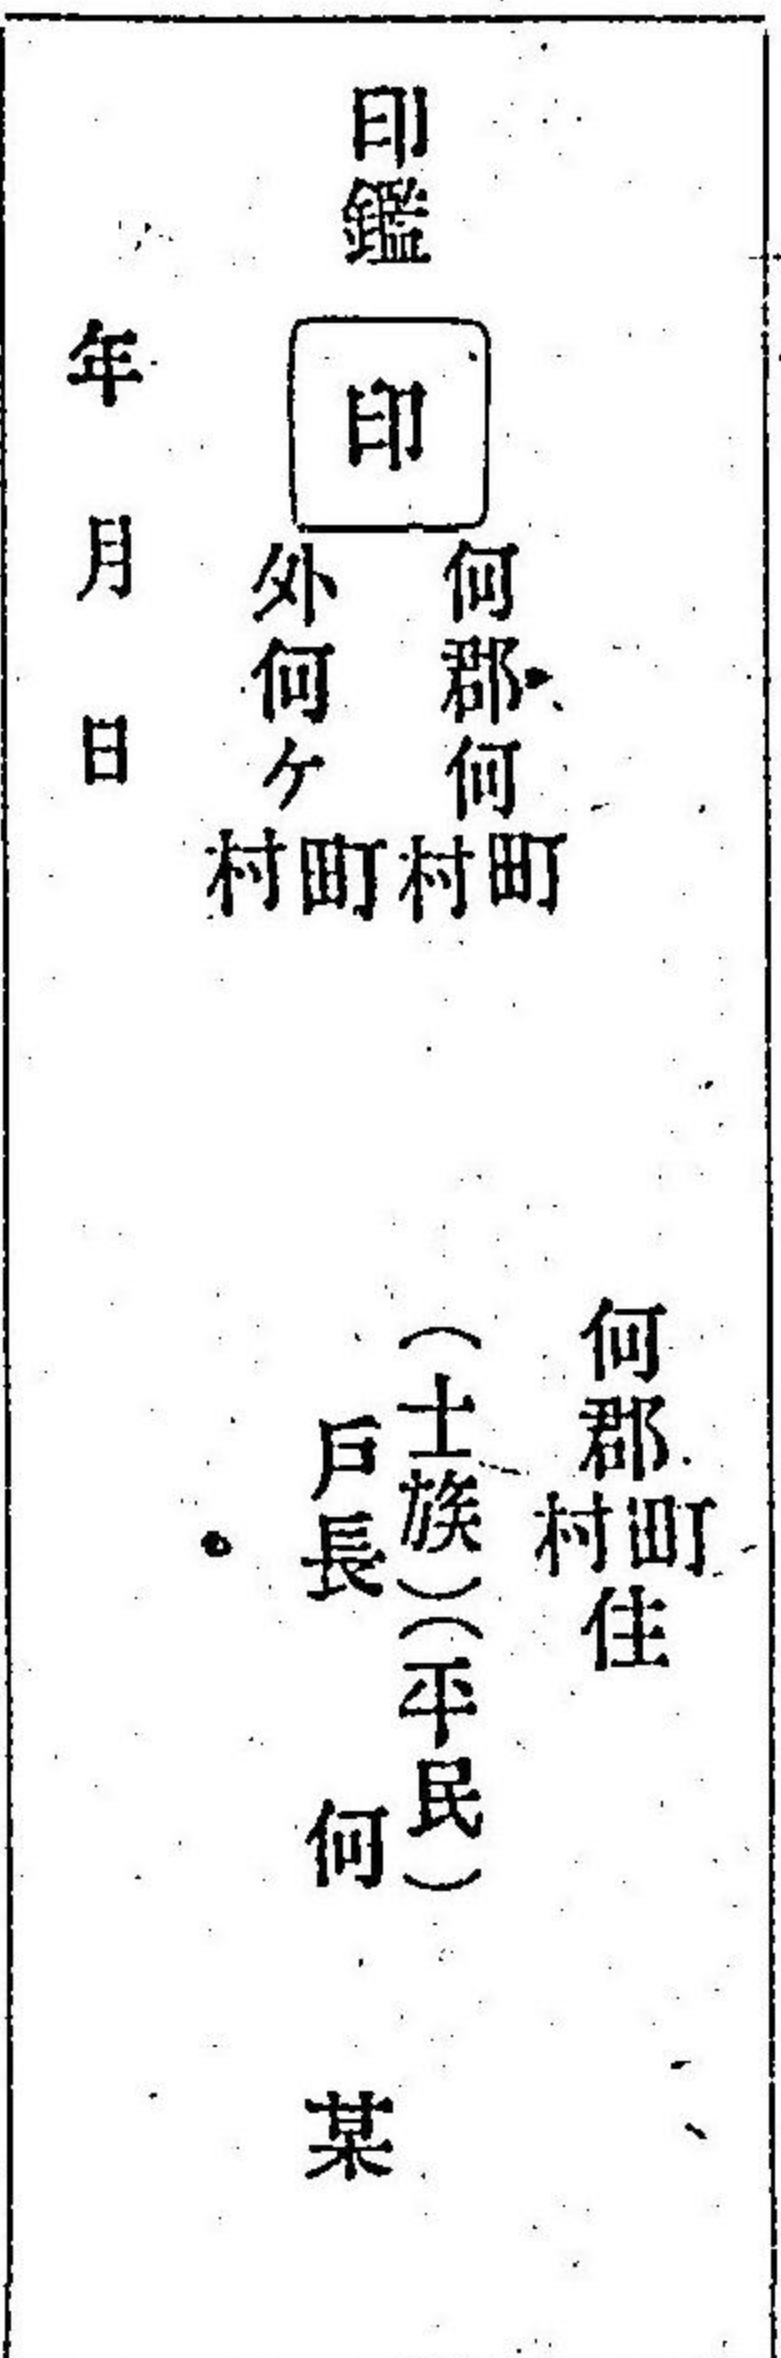 何郡町村住
(士族)(平民)
何郡何町村
戸長 何 某
印鑑 印
外何ケ町村
年 月 日